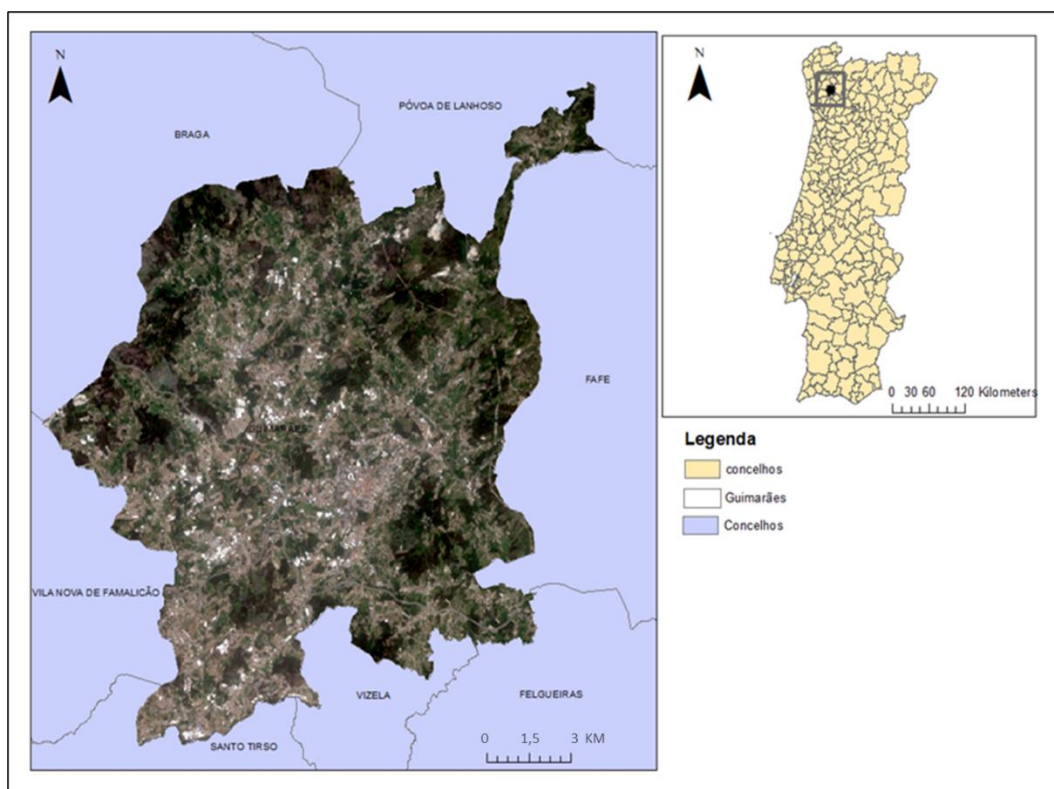 N
PÓVOA DE LANHOSO
BRAGA
GUIMARÃES
FAFE
VILA NOVA DE FAMALICÃO
VIZELA
FELGUEIRAS
SANTO TIRSO
0 1,5 3 KM
N
0 30 60 120 Kilometers
Legenda
concelhos
Guimarães
Concelhos